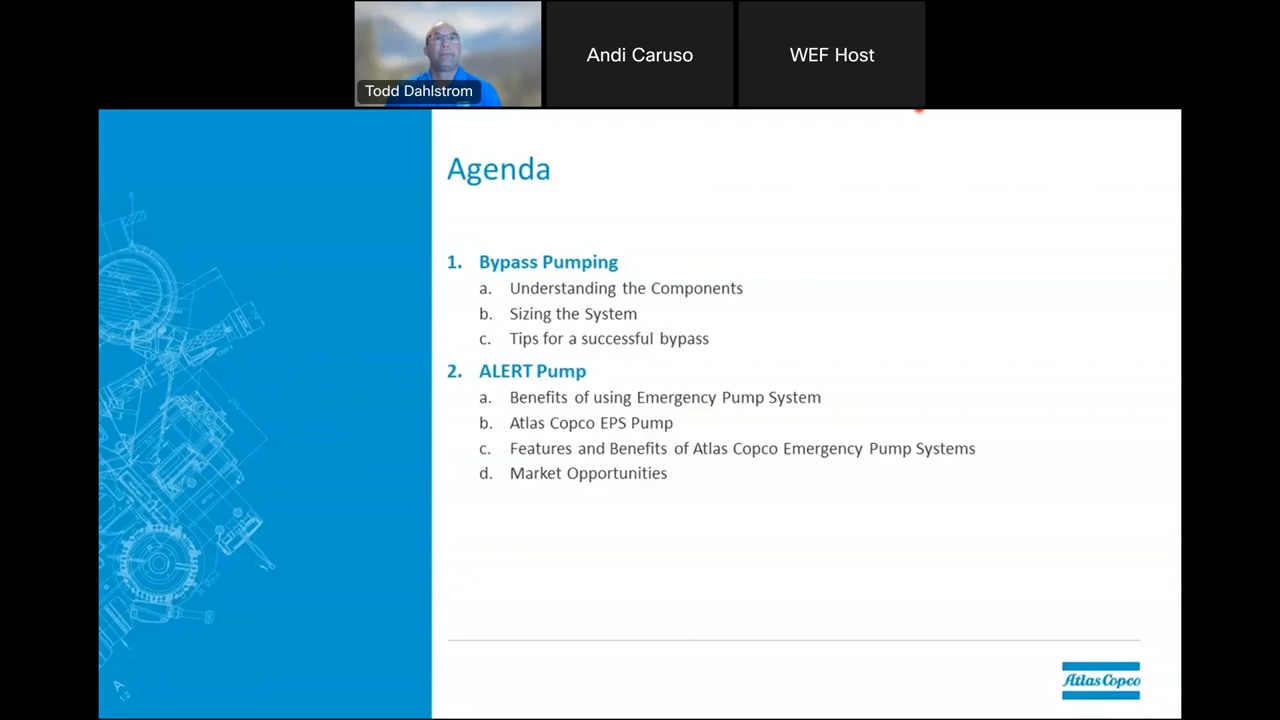 Todd Dahlstrom
Andi Caruso
WEF Host
Agenda
1. Bypass Pumping
a. Understanding the Components
b. Sizing the System
c. Tips for a successful bypass
2. ALERT Pump
a. Benefits of using Emergency Pump System
b. Atlas Copco EPS Pump
c. Features and Benefits of Atlas Copco Emergency Pump Systems
d. Market Opportunities
Atlas Copco